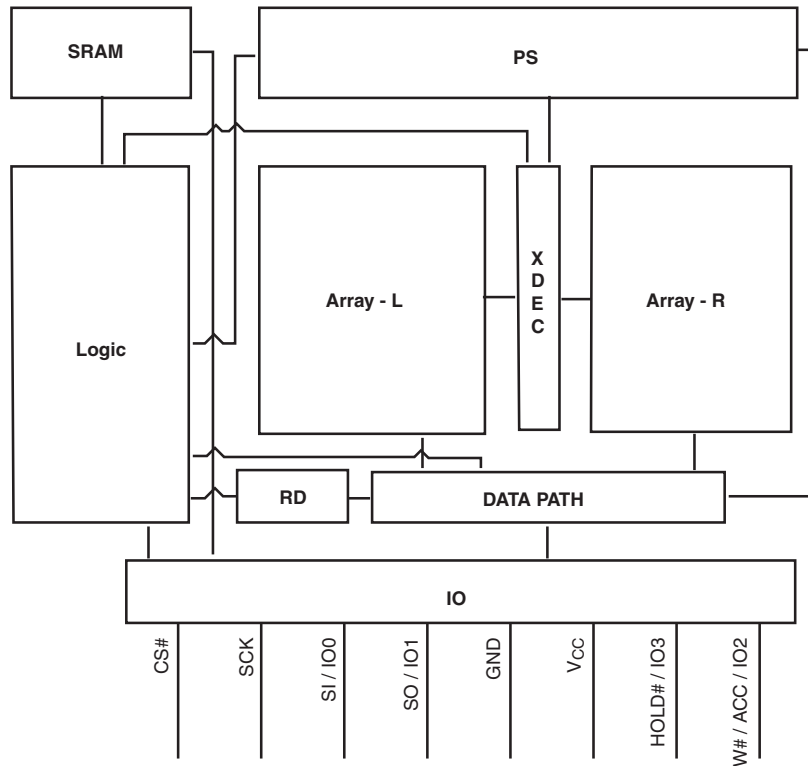 SRAM
PS
Logic
Array - L
X
D
E
C
Array - R
RD
DATA PATH
IO
CS#
SCK
SI / IO0
SO / IO1
GND
VCC
HOLD# / IO3
W# / ACC / IO2